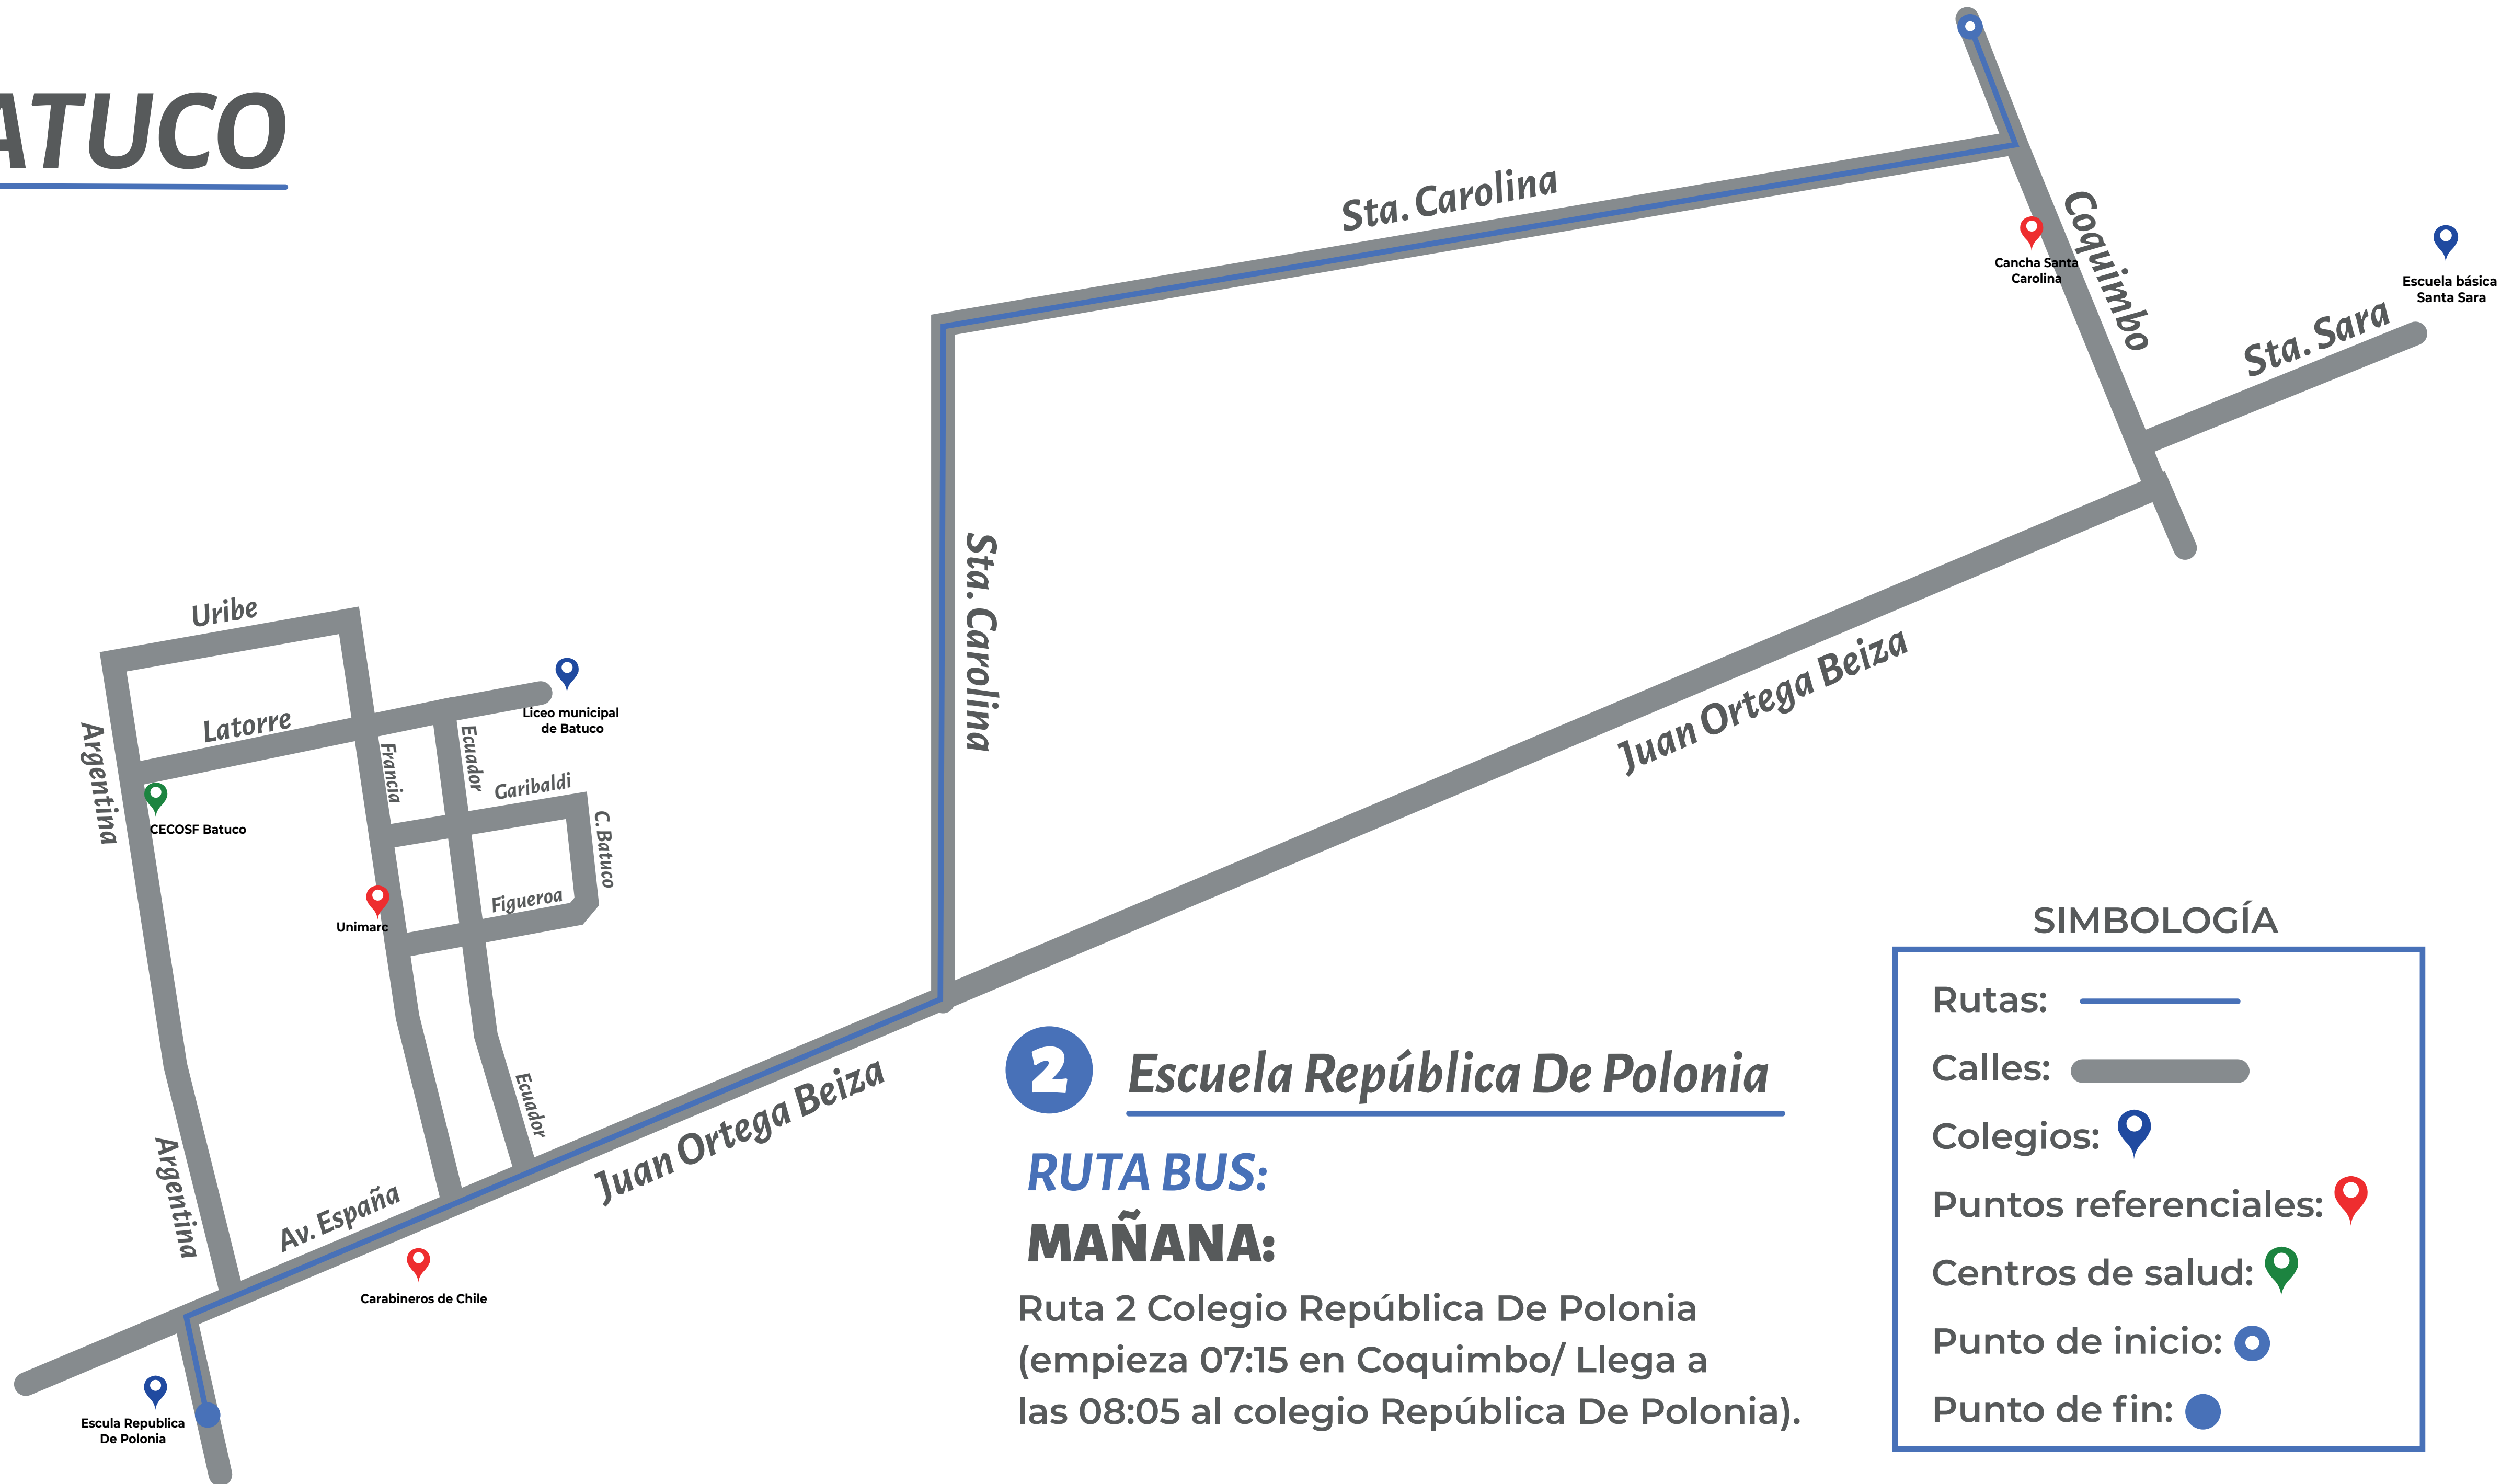 ATUCO
Sta. Carolina
Coquimbo
Cancha Santa
Carolina
Escuela básica
Santa Sara
Sta. Sara
Sta. Carolina
Juan Ortega Beiza
Uribe
Latorre
Argentina
Francia
Ecuador
Liceo municipal
de Batuco
Garibaldi
C. Batuco
CECOSF Batuco
Figueroa
Unimarc
Ecuador
Juan Ortega Beiza
Argentina
Av. España
Carabineros de Chile
Escula Republica
De Polonia
2 Escuela República De Polonia
RUTA BUS:
MAÑANA:
Ruta 2 Colegio República De Polonia
(empieza 07:15 en Coquimbo/ Llega a
las 08:05 al colegio República De Polonia).
SIMBOLOGÍA
Rutas:
Calles:
Colegios:
Puntos referenciales:
Centros de salud:
Punto de inicio:
Punto de fin: